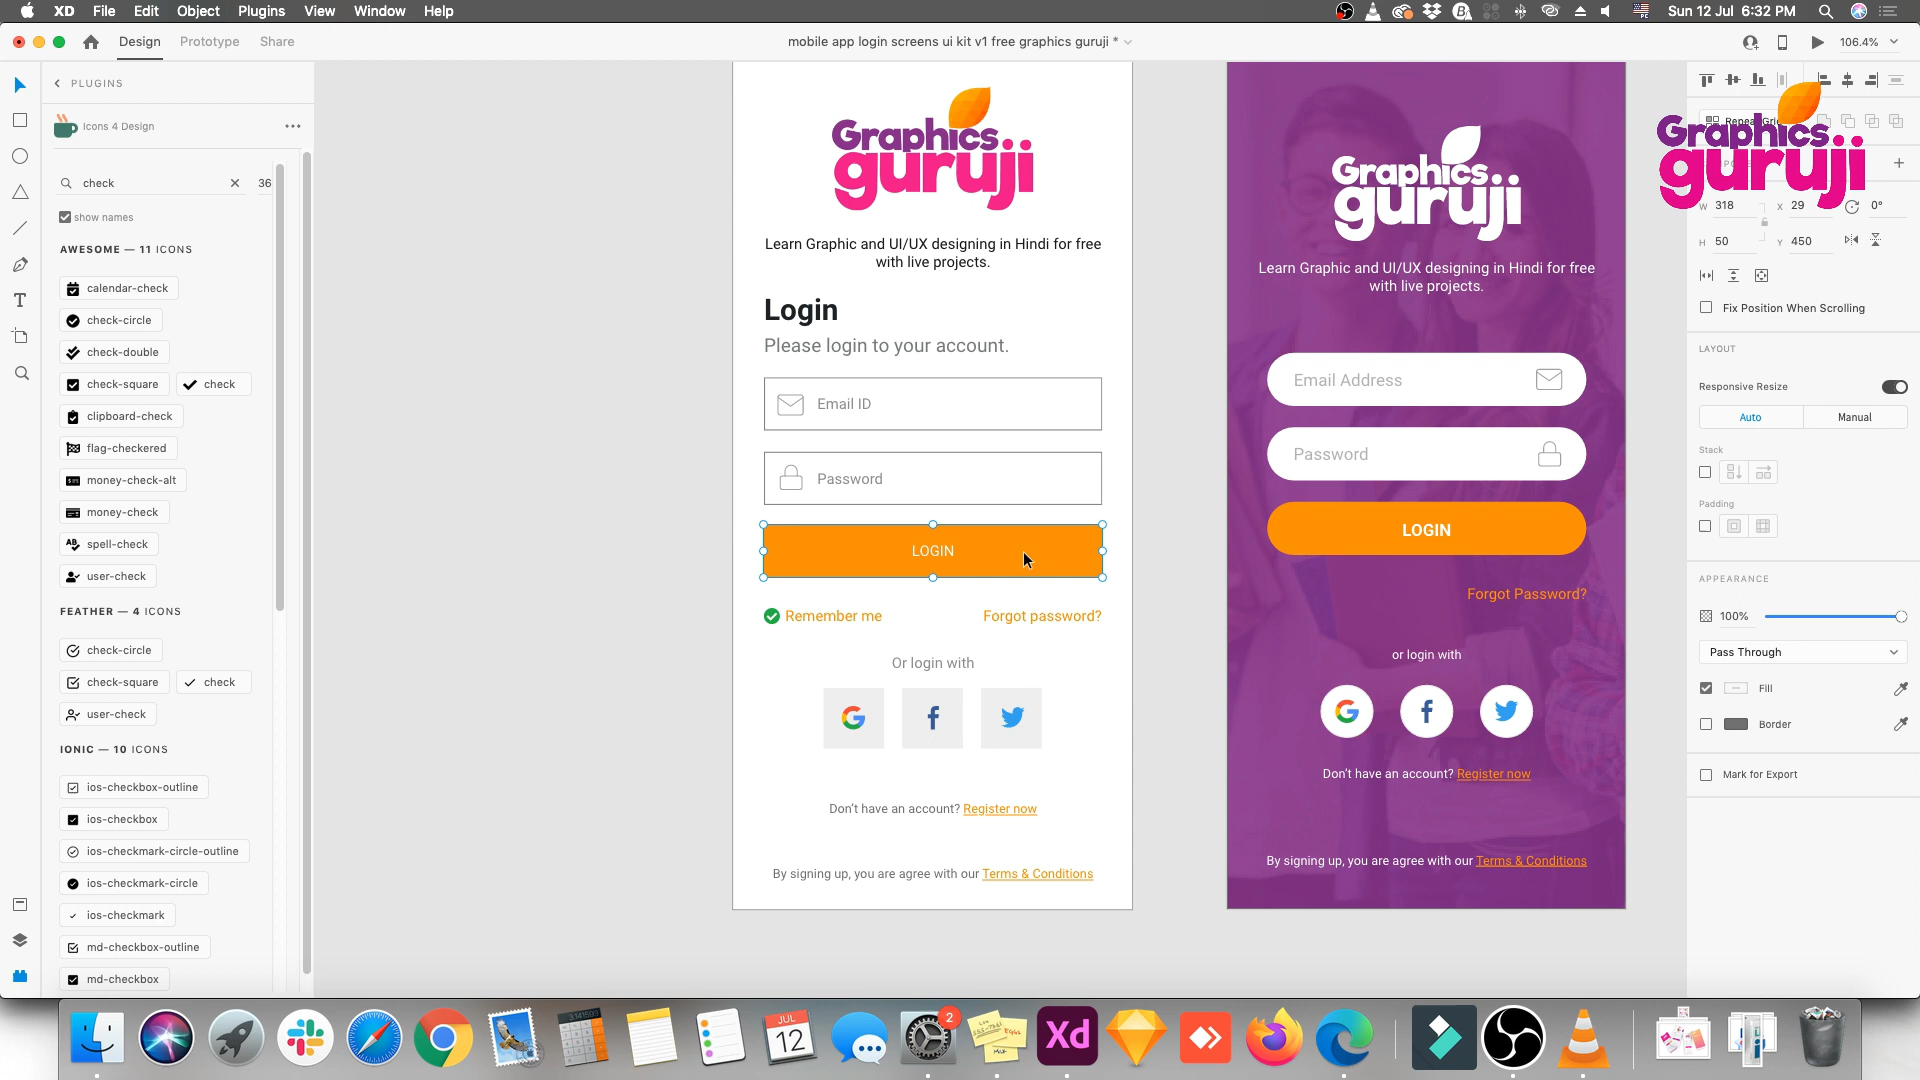 XD File Edit Object Plugins View Window Help
Sun 12 Jul 6:32 PM
Design Prototype Share
mobile app login screens ui kit v1 free graphics guruji *
106.4%
PLUGINS
Icons 4 Design
check
36
show names
AWESOME — 11 ICONS
calendar-check
check-circle
check-double
check-square check
clipboard-check
flag-checkered
money-check-alt
money-check
spell-check
user-check
FEATHER — 4 ICONS
check-circle
check-square check
user-check
IONIC — 10 ICONS
ios-checkbox-outline
ios-checkbox
ios-checkmark-circle-outline
ios-checkmark-circle
ios-checkmark
md-checkbox-outline
md-checkbox
Graphics
guruji
Learn Graphic and UI/UX designing in Hindi for free
with live projects.
Login
Please login to your account.
Email ID
Password
LOGIN
Remember me Forgot password?
Or login with
Don't have an account? Register now
By signing up, you are agree with our Terms & Conditions
Graphics
guruji
Learn Graphic and UI/UX designing in Hindi for free
with live projects.
Email Address
Password
LOGIN
Forgot Password?
or login with
Don't have an account? Register now
By signing up, you are agree with our Terms & Conditions
Graphics
guruji
W 318 X 29 0°
H 50 Y 450
Fix Position When Scrolling
LAYOUT
Responsive Resize
Auto Manual
Stack
Padding
APPEARANCE
100%
Pass Through
Fill
Border
Mark for Export
JUL
12
2
Xd